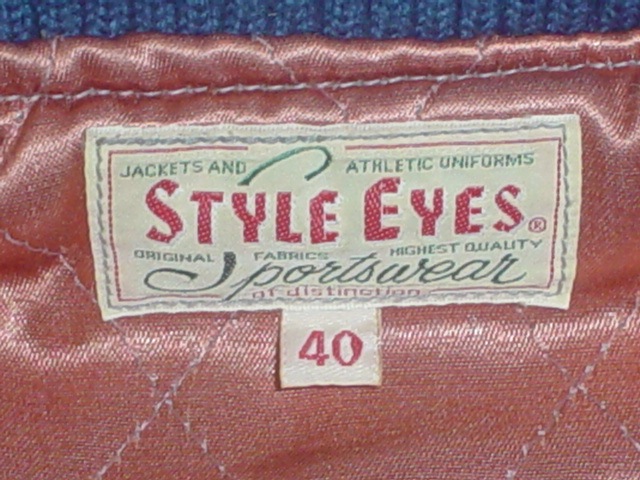 JACKETS AND ATHLETIC UNIFORMS
STYLE EYES®
ORIGINAL FABRICS HIGHEST QUALITY
Sportswear
of distinction
40